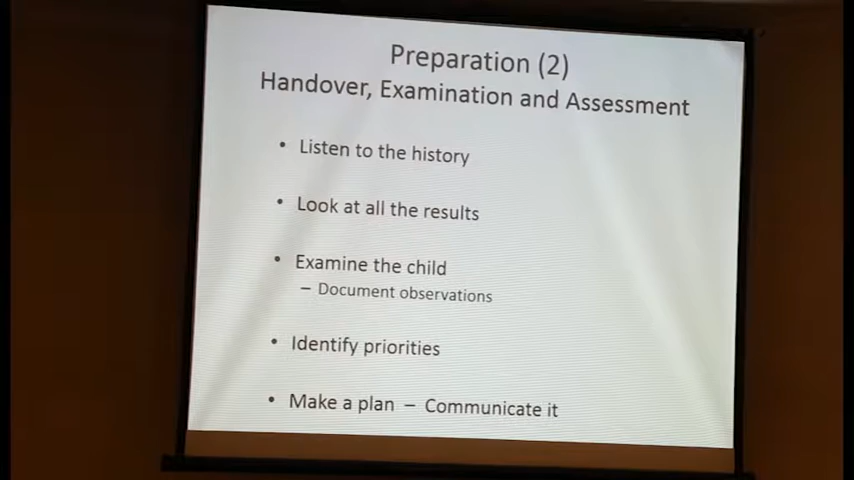 Preparation (2)
Handover, Examination and Assessment
• Listen to the history
• Look at all the results
• Examine the child
– Document observations
• Identify priorities
• Make a plan – Communicate it